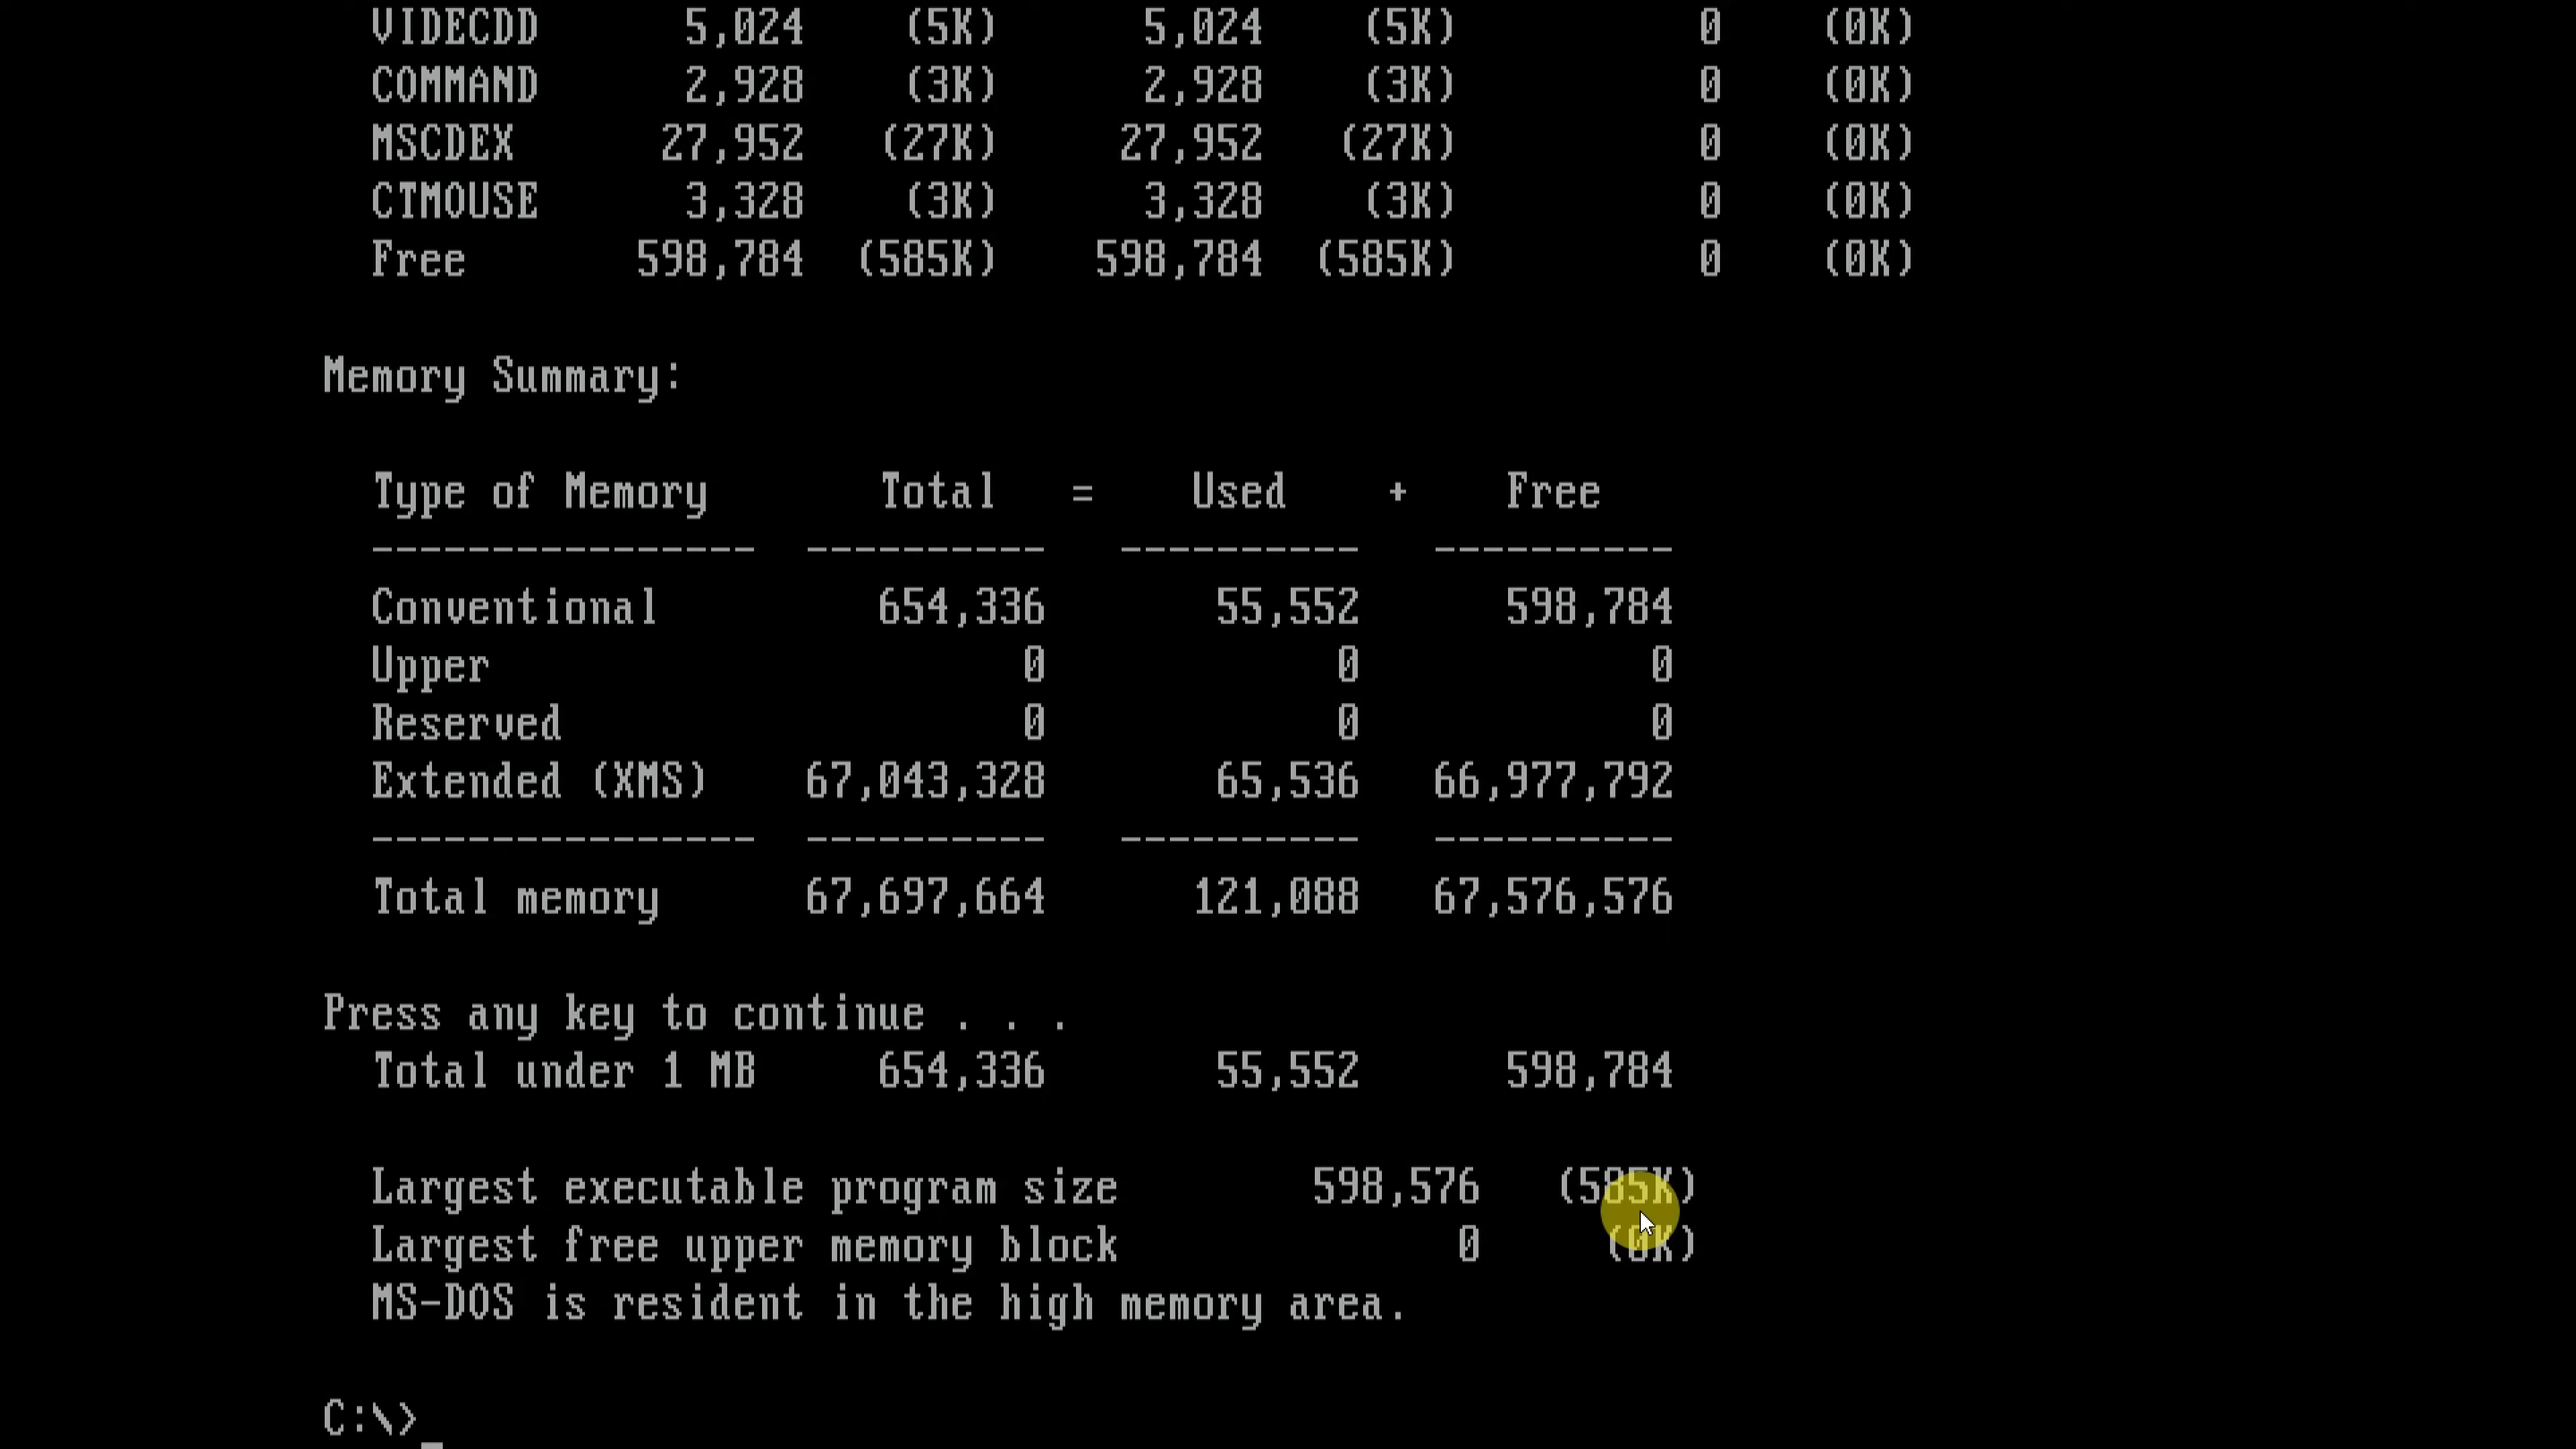 VIDECDD 5,024 (5K) 5,024 (5K) 0 (0K)
COMMAND 2,928 (3K) 2,928 (3K) 0 (0K)
MSCDEX 27,952 (27K) 27,952 (27K) 0 (0K)
CTMOUSE 3,328 (3K) 3,328 (3K) 0 (0K)
Free 598,784 (585K) 598,784 (585K) 0 (0K)
Memory Summary:
Type of Memory Total = Used + Free
---------------- ---------- ---------- ----------
Conventional 654,336 55,552 598,784
Upper 0 0 0
Reserved 0 0 0
Extended (XMS) 67,043,328 65,536 66,977,792
---------------- ---------- ---------- ----------
Total memory 67,697,664 121,088 67,576,576
Press any key to continue . . .
Total under 1 MB 654,336 55,552 598,784
Largest executable program size 598,576 (585K)
Largest free upper memory block 0 (0K)
MS-DOS is resident in the high memory area.
C:\>_